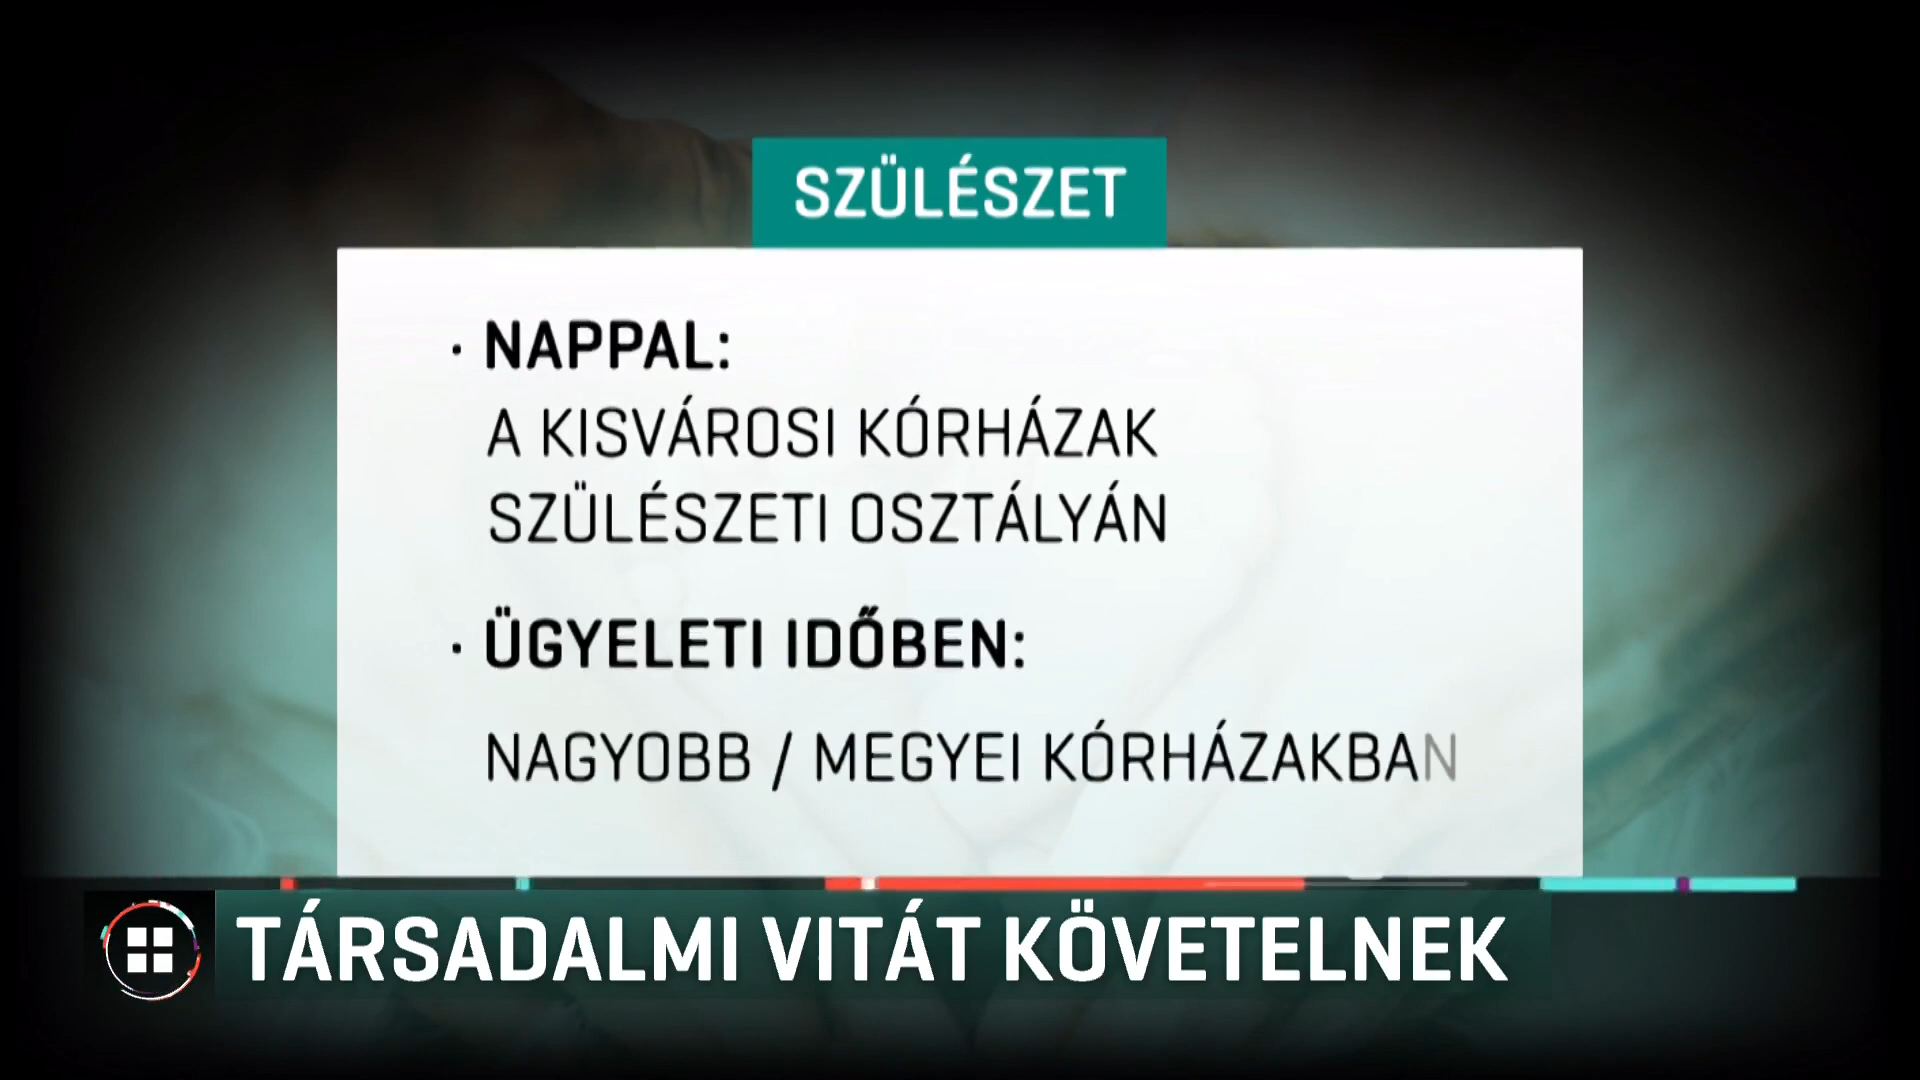 SZÜLÉSZET
· NAPPAL:
A KISVÁROSI KÓRHÁZAK
SZÜLÉSZETI OSZTÁLYÁN
· ÜGYELETI IDŐBEN:
NAGYOBB / MEGYEI KÓRHÁZAKBAN
TÁRSADALMI VITÁT KÖVETELNEK